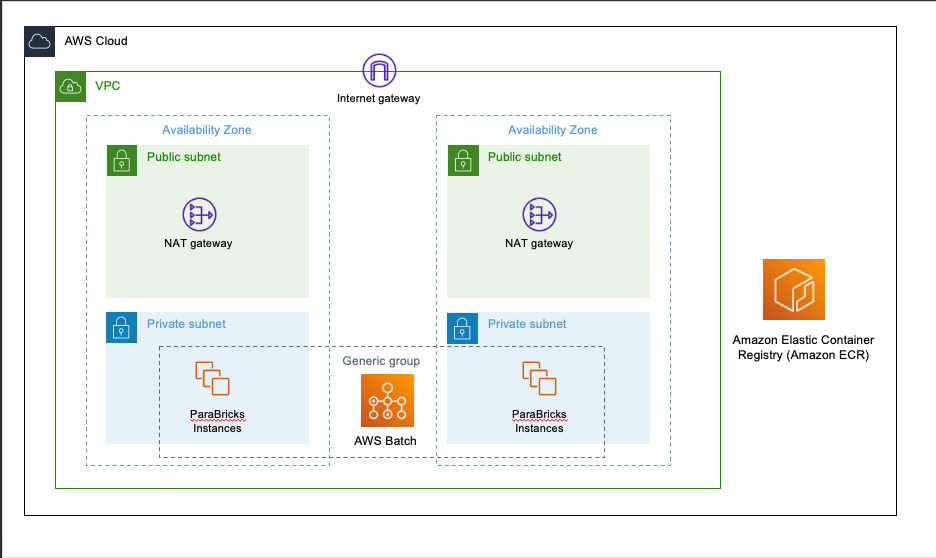 AWS Cloud
VPC
Internet gateway
Availability Zone
Public subnet
NAT gateway
Private subnet
ParaBricks
Instances
Availability Zone
Public subnet
NAT gateway
Private subnet
ParaBricks
Instances
Generic group
AWS Batch
Amazon Elastic Container
Registry (Amazon ECR)